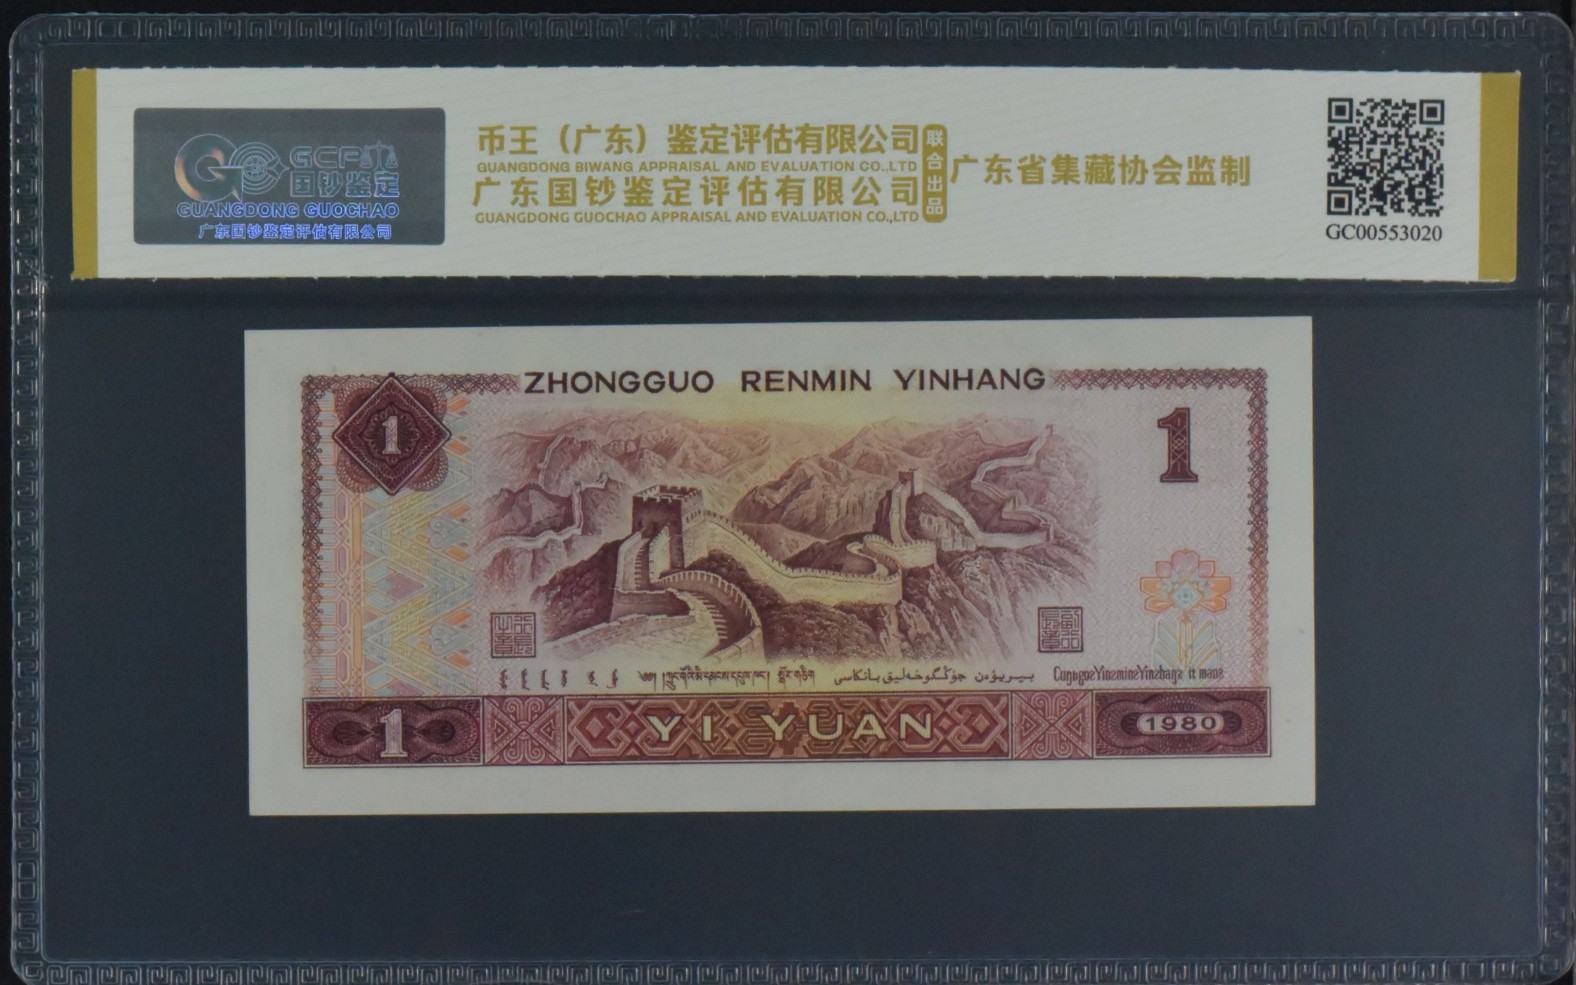 GCP
国钞鉴定
GUANGDONG GUOCHAO
广东国钞鉴定评估有限公司
币王（广东）鉴定评估有限公司
GUANGDONG BIWANG APPRAISAL AND EVALUATION CO.,LTD
广东国钞鉴定评估有限公司
GUANGDONG GUOCHAO APPRAISAL AND EVALUATION CO.,LTD
联合出品
广东省集藏协会监制
GC00553020
ZHONGGUO RENMIN YINHANG
1
1
1
YI YUAN
1980